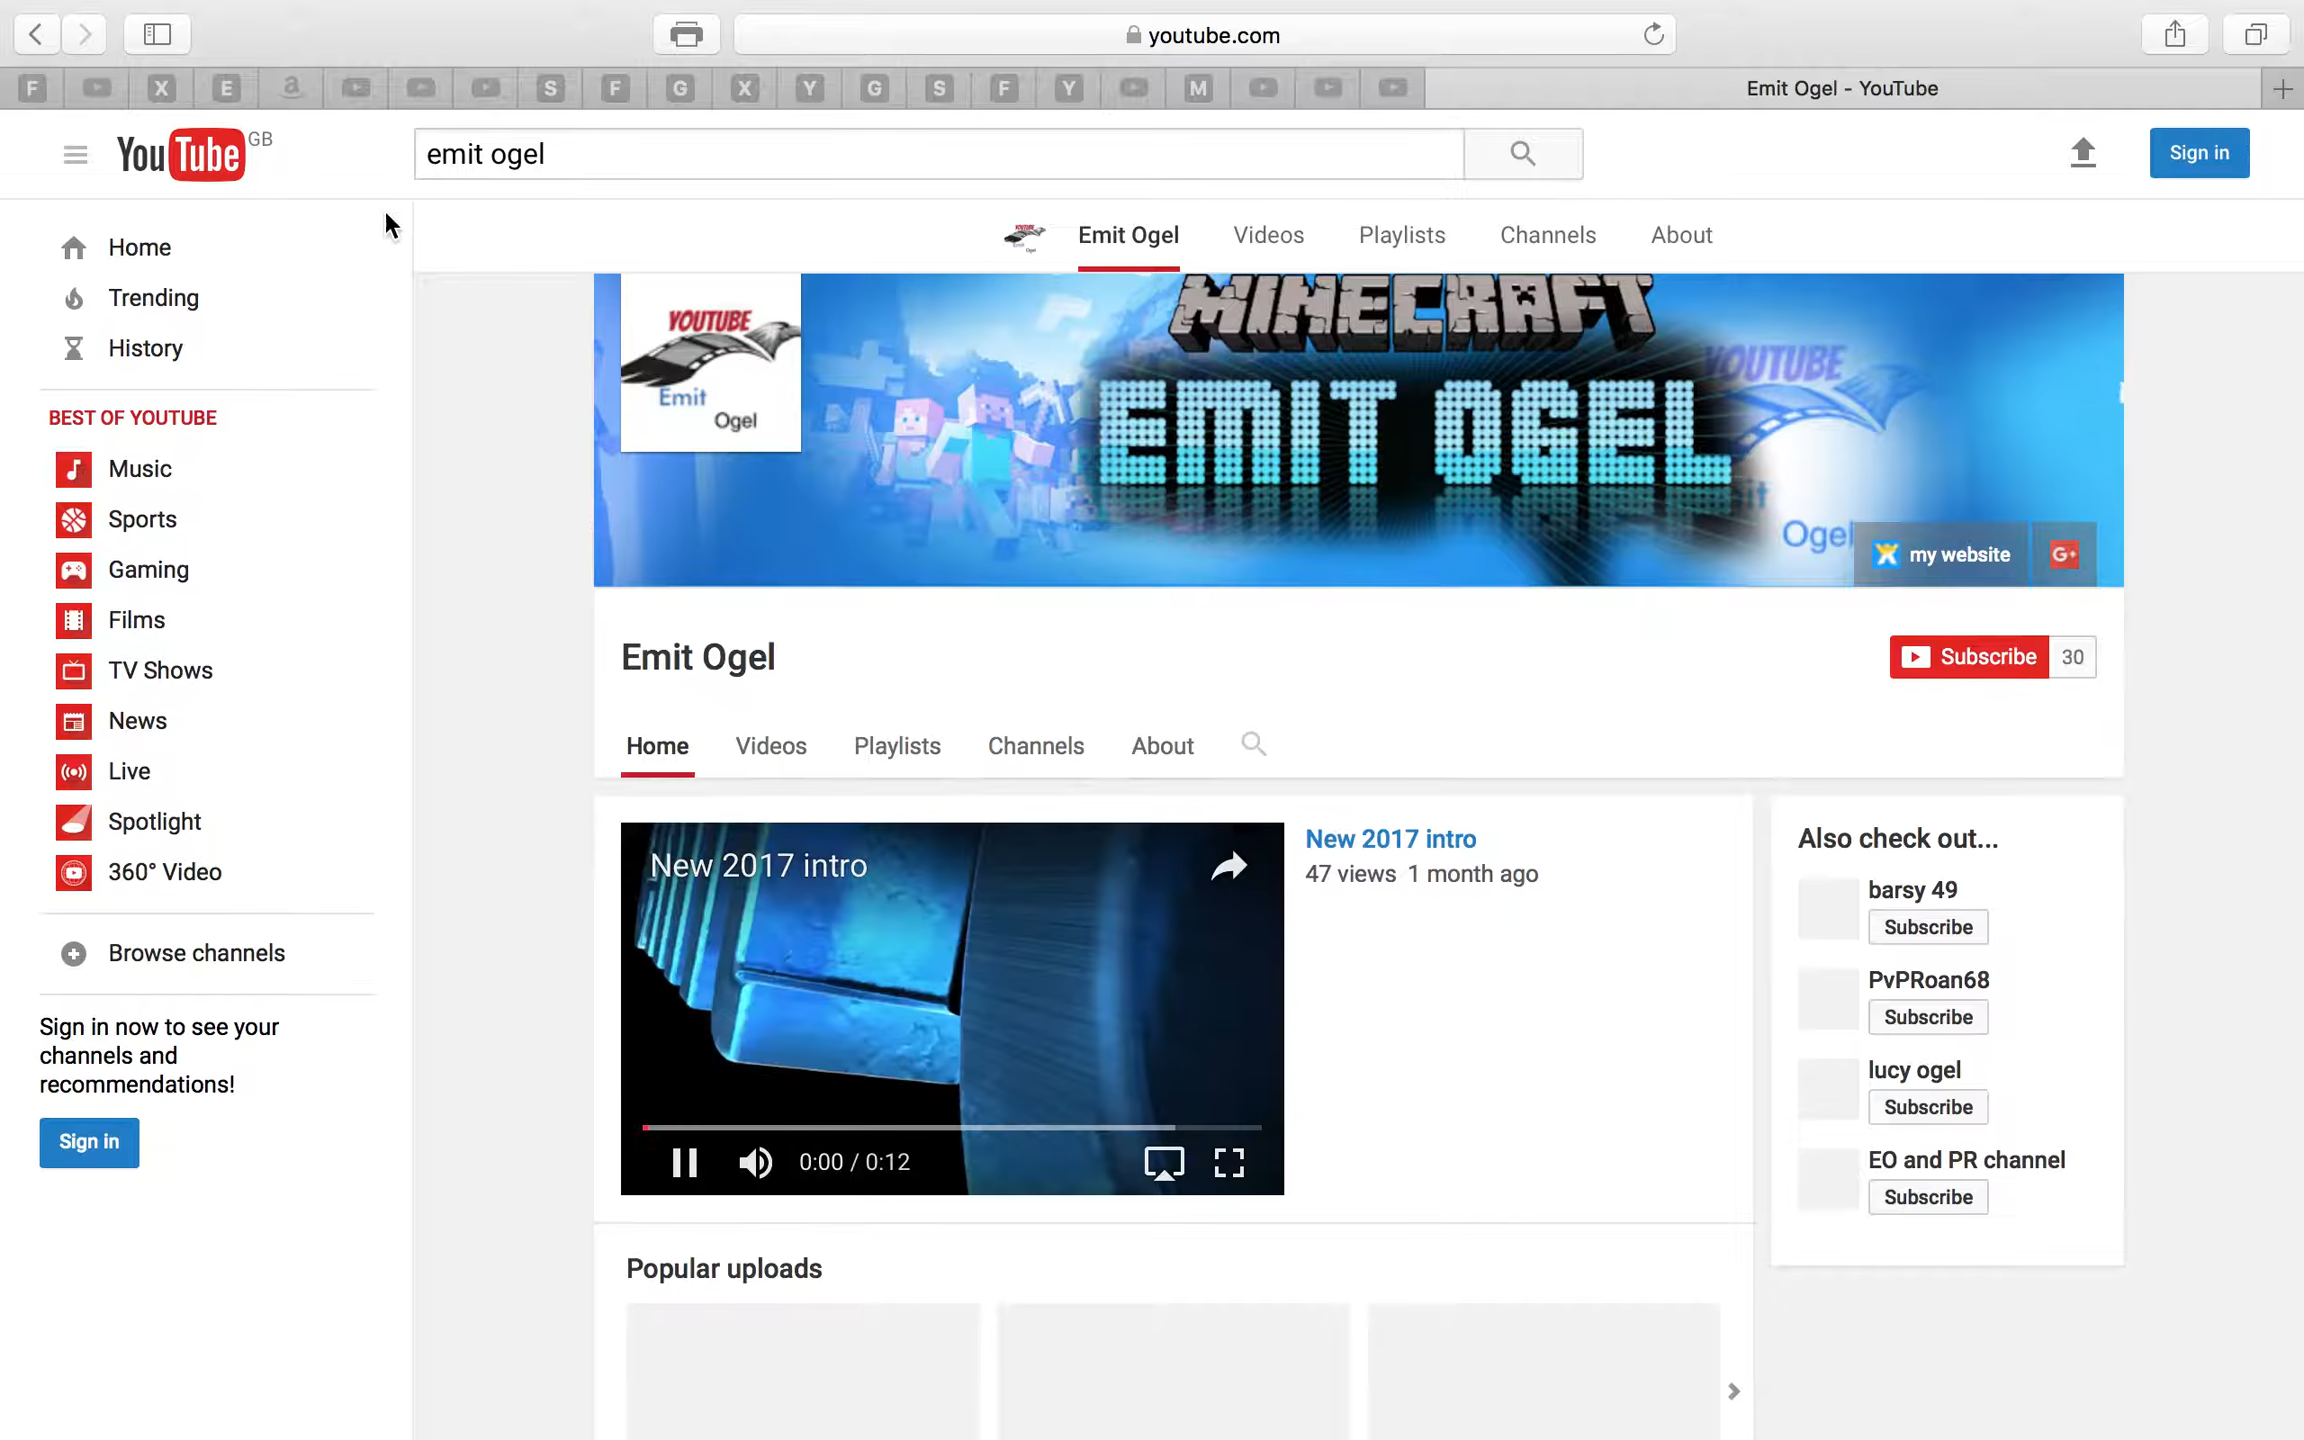 youtube.com
F X E a S F G X Y G S F Y M Emit Ogel - YouTube
YouTube GB
emit ogel
Sign in
Emit Ogel Videos Playlists Channels About
Home
Trending
History
BEST OF YOUTUBE
Music
Sports
Gaming
Films
TV Shows
News
Live
Spotlight
360° Video
Browse channels
Sign in now to see your
channels and
recommendations!
Sign in
YOUTUBE
Emit
Ogel
MINECRAFT
EMIT OGEL
YOUTUBE
Ogel
my website G+
Emit Ogel
Subscribe 30
Home Videos Playlists Channels About
New 2017 intro
0:00 / 0:12
New 2017 intro
47 views 1 month ago
Popular uploads
Also check out...
barsy 49
Subscribe
PvPRoan68
Subscribe
lucy ogel
Subscribe
EO and PR channel
Subscribe